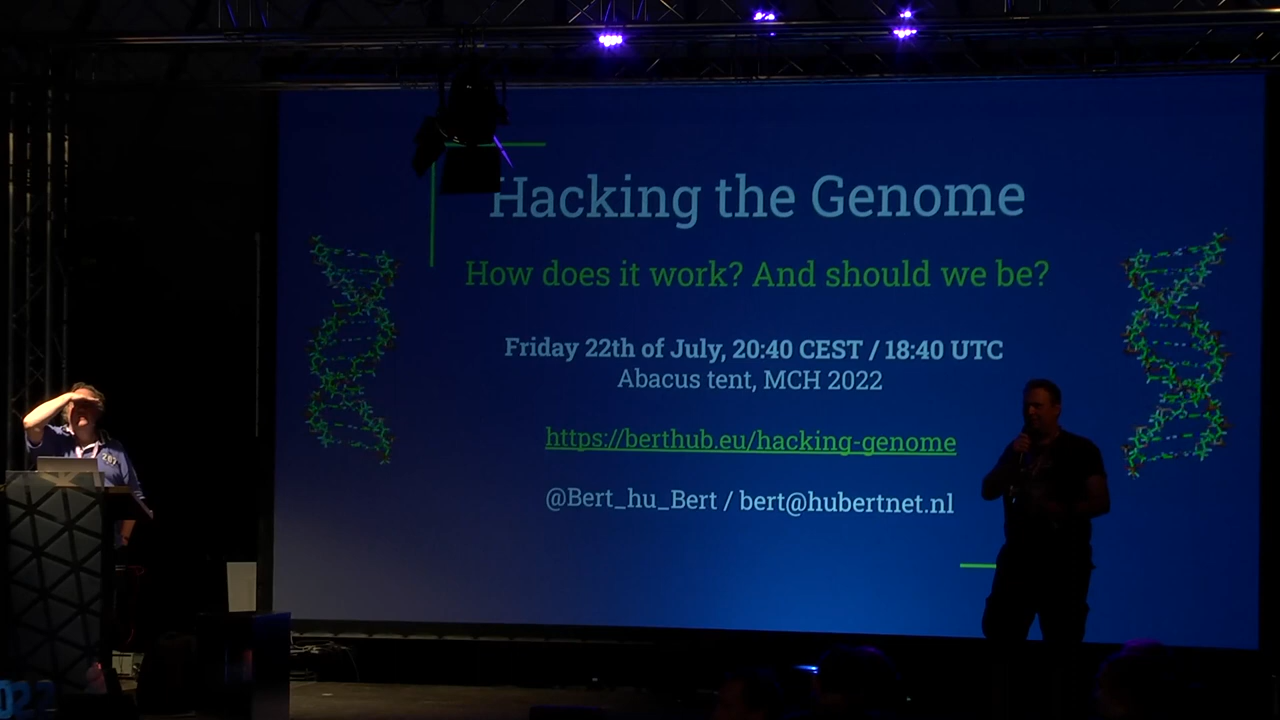 Hacking the Genome
How does it work? And should we be?
Friday 22th of July, 20:40 CEST / 18:40 UTC
Abacus tent, MCH 2022
https://berthub.eu/hacking-genome
@Bert_hu_Bert / bert@hubertnet.nl